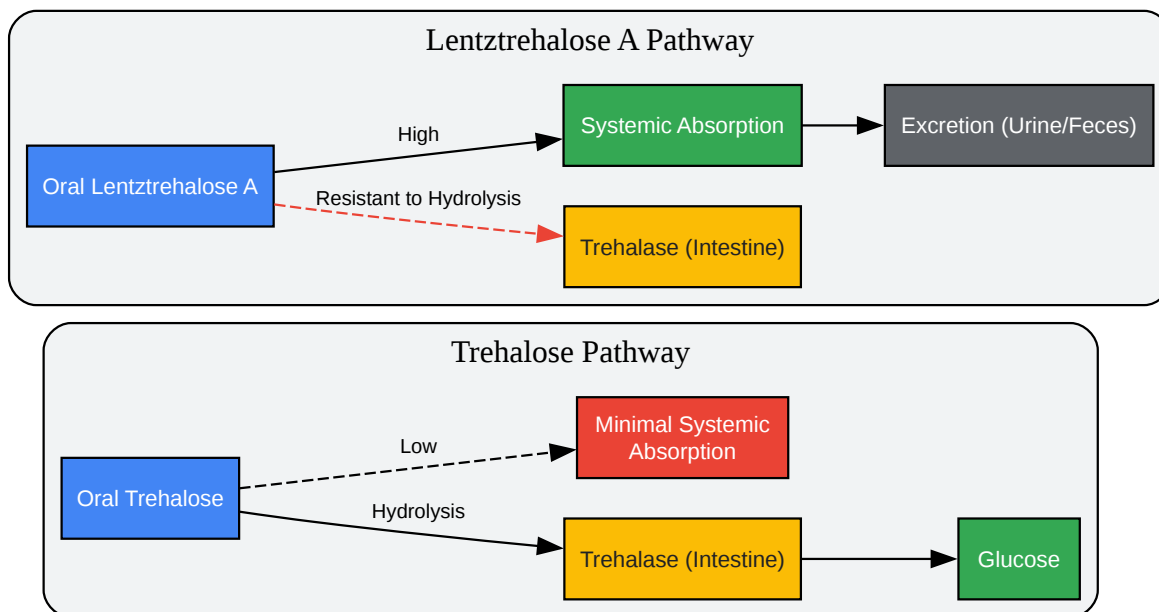 Lentztrehalose A Pathway
High
Systemic Absorption
Excretion (Urine/Feces)
Oral Lentztrehalose A
Resistant to Hydrolysis
Trehalase (Intestine)
Trehalose Pathway
Low
Minimal Systemic
Absorption
Oral Trehalose
Hydrolysis
Trehalase (Intestine)
Glucose